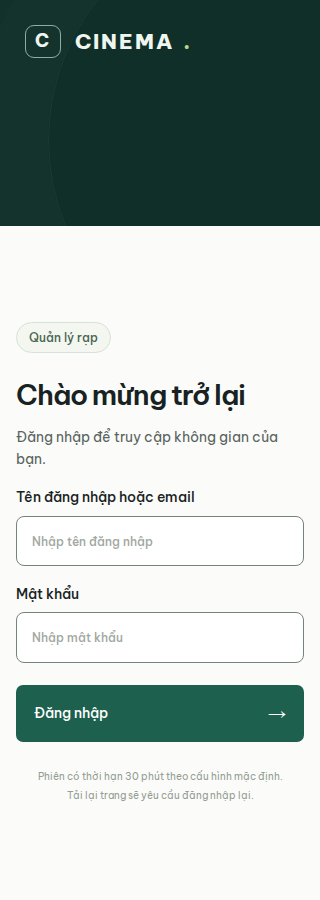 C CINEMA .
Quản lý rạp
Chào mừng trở lại
Đăng nhập để truy cập không gian của
bạn.
Tên đăng nhập hoặc email
Nhập tên đăng nhập
Mật khẩu
Nhập mật khẩu
Đăng nhập →
Phiên có thời hạn 30 phút theo cấu hình mặc định.
Tải lại trang sẽ yêu cầu đăng nhập lại.